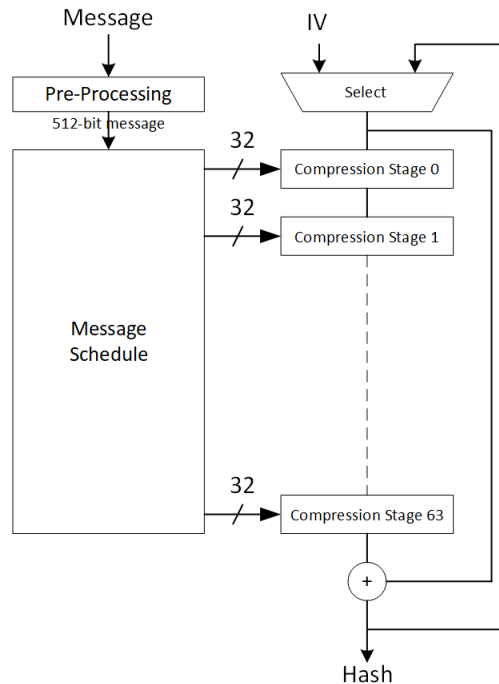 Message
IV
Pre-Processing
Select
512-bit message
32
Compression Stage 0
32
Compression Stage 1
Message
Schedule
32
Compression Stage 63
+
Hash